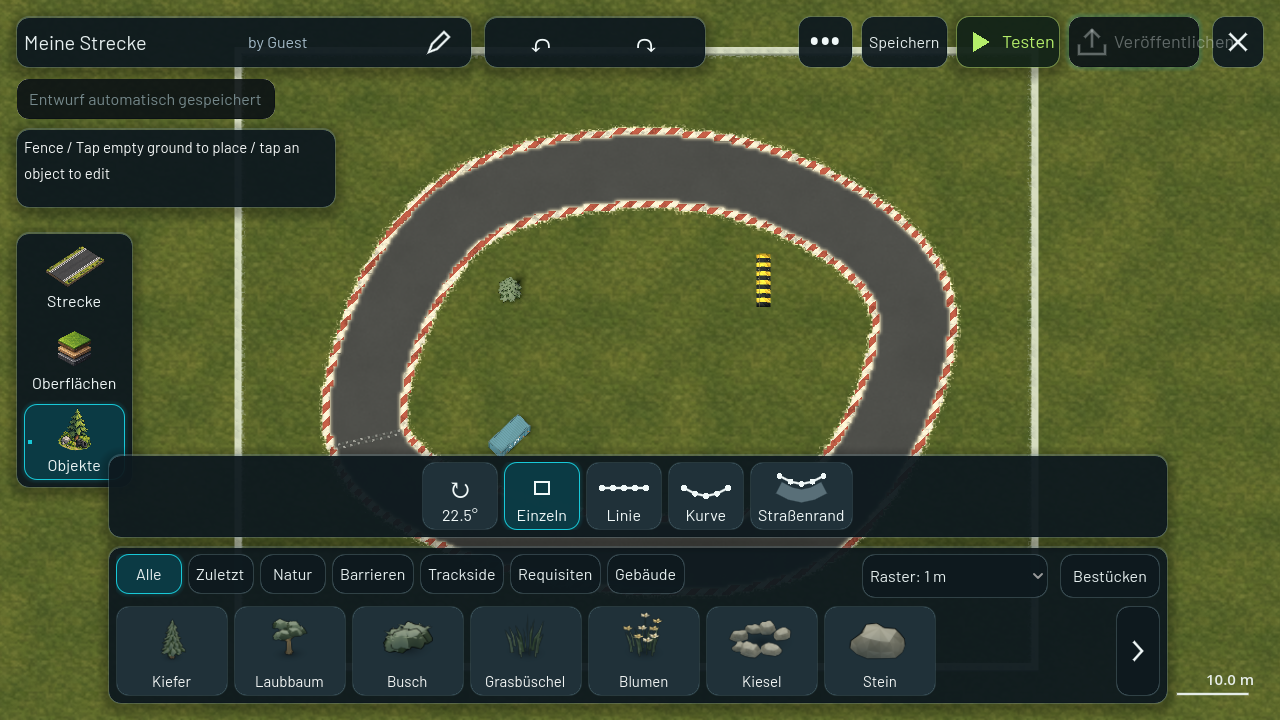 Meine Strecke
by Guest
Speichern
Testen
Veröffentlichen
Entwurf automatisch gespeichert
Fence / Tap empty ground to place / tap an
object to edit
Strecke
Oberflächen
Objekte
22.5°
Einzeln
Linie
Kurve
Straßenrand
Alle
Zuletzt
Natur
Barrieren
Trackside
Requisiten
Gebäude
Raster: 1 m
Bestücken
Kiefer
Laubbaum
Busch
Grasbüschel
Blumen
Kiesel
Stein
10.0 m